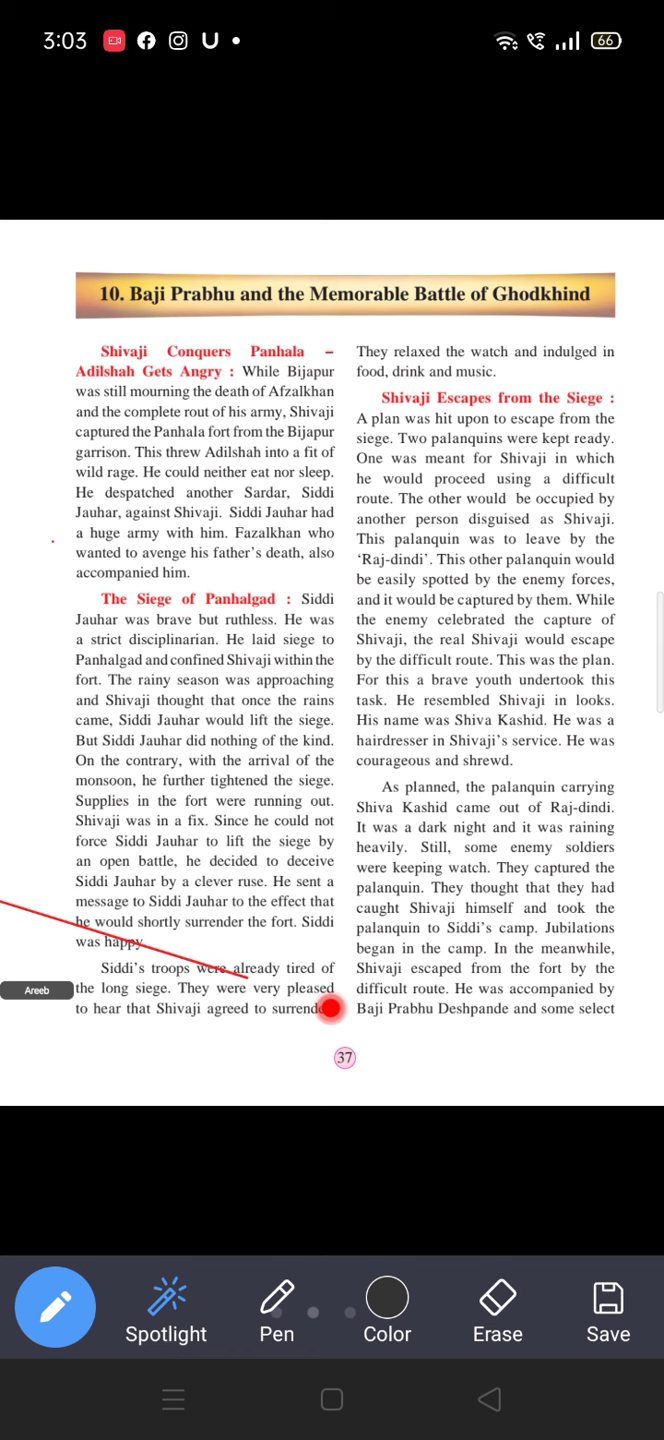 3:03
66
10. Baji Prabhu and the Memorable Battle of Ghodkhind
Shivaji Conquers Panhala –
Adilshah Gets Angry : While Bijapur
was still mourning the death of Afzalkhan
and the complete rout of his army, Shivaji
captured the Panhala fort from the Bijapur
garrison. This threw Adilshah into a fit of
wild rage. He could neither eat nor sleep.
He despatched another Sardar, Siddi
Jauhar, against Shivaji. Siddi Jauhar had
a huge army with him. Fazalkhan who
wanted to avenge his father's death, also
accompanied him.
The Siege of Panhalgad : Siddi
Jauhar was brave but ruthless. He was
a strict disciplinarian. He laid siege to
Panhalgad and confined Shivaji within the
fort. The rainy season was approaching
and Shivaji thought that once the rains
came, Siddi Jauhar would lift the siege.
But Siddi Jauhar did nothing of the kind.
On the contrary, with the arrival of the
monsoon, he further tightened the siege.
Supplies in the fort were running out.
Shivaji was in a fix. Since he could not
force Siddi Jauhar to lift the siege by
an open battle, he decided to deceive
Siddi Jauhar by a clever ruse. He sent a
message to Siddi Jauhar to the effect that
he would shortly surrender the fort. Siddi
was happy.
Siddi's troops were already tired of
the long siege. They were very pleased
to hear that Shivaji agreed to surrender.
They relaxed the watch and indulged in
food, drink and music.
Shivaji Escapes from the Siege :
A plan was hit upon to escape from the
siege. Two palanquins were kept ready.
One was meant for Shivaji in which
he would proceed using a difficult
route. The other would be occupied by
another person disguised as Shivaji.
This palanquin was to leave by the
'Raj-dindi'. This other palanquin would
be easily spotted by the enemy forces,
and it would be captured by them. While
the enemy celebrated the capture of
Shivaji, the real Shivaji would escape
by the difficult route. This was the plan.
For this a brave youth undertook this
task. He resembled Shivaji in looks.
His name was Shiva Kashid. He was a
hairdresser in Shivaji's service. He was
courageous and shrewd.
As planned, the palanquin carrying
Shiva Kashid came out of Raj-dindi.
It was a dark night and it was raining
heavily. Still, some enemy soldiers
were keeping watch. They captured the
palanquin. They thought that they had
caught Shivaji himself and took the
palanquin to Siddi's camp. Jubilations
began in the camp. In the meanwhile,
Shivaji escaped from the fort by the
difficult route. He was accompanied by
Baji Prabhu Deshpande and some select
Areeb
37
Spotlight
Pen
Color
Erase
Save